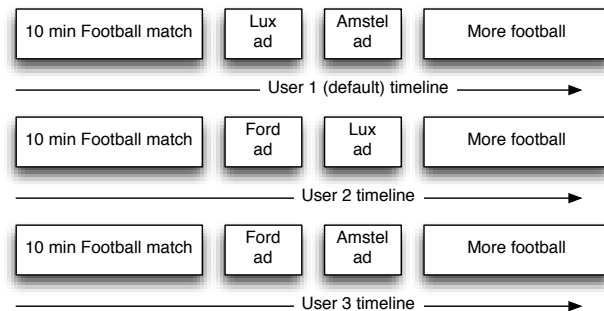 10 min Football match
Lux
ad
Amstel
ad
More football
User 1 (default) timeline
10 min Football match
Ford
ad
Lux
ad
More football
User 2 timeline
10 min Football match
Ford
ad
Amstel
ad
More football
User 3 timeline